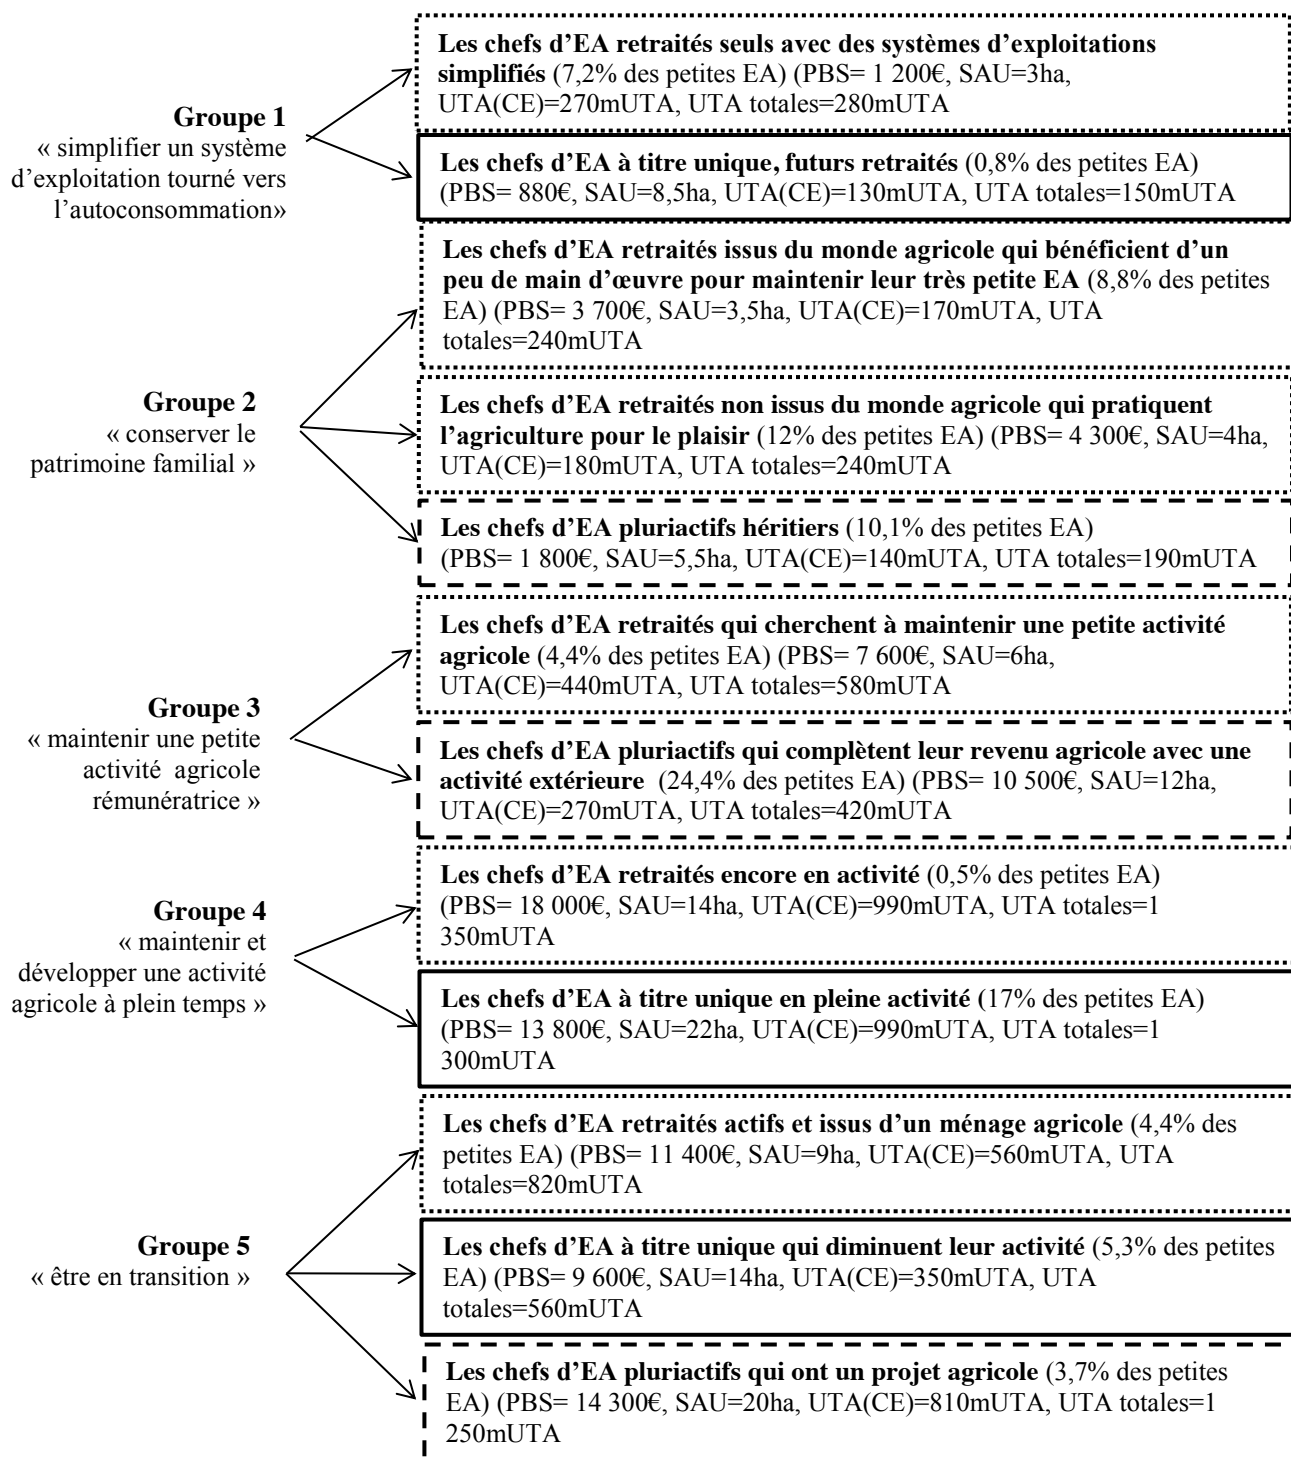 Groupe 1
« simplifier un système
d’exploitation tourné vers
l’autoconsommation»
Les chefs d’EA retraités seuls avec des systèmes d’exploitations
simplifiés (7,2% des petites EA) (PBS= 1 200€, SAU=3ha,
UTA(CE)=270mUTA, UTA totales=280mUTA
Les chefs d’EA à titre unique, futurs retraités (0,8% des petites EA)
(PBS= 880€, SAU=8,5ha, UTA(CE)=130mUTA, UTA totales=150mUTA
Groupe 2
« conserver le
patrimoine familial »
Les chefs d’EA retraités issus du monde agricole qui bénéficient d’un
peu de main d’œuvre pour maintenir leur très petite EA (8,8% des petites
EA) (PBS= 3 700€, SAU=3,5ha, UTA(CE)=170mUTA, UTA
totales=240mUTA
Les chefs d’EA retraités non issus du monde agricole qui pratiquent
l’agriculture pour le plaisir (12% des petites EA) (PBS= 4 300€, SAU=4ha,
UTA(CE)=180mUTA, UTA totales=240mUTA
Les chefs d’EA pluriactifs héritiers (10,1% des petites EA)
(PBS= 1 800€, SAU=5,5ha, UTA(CE)=140mUTA, UTA totales=190mUTA
Groupe 3
« maintenir une petite
activité agricole
rémunératrice »
Les chefs d’EA retraités qui cherchent à maintenir une petite activité
agricole (4,4% des petites EA) (PBS= 7 600€, SAU=6ha,
UTA(CE)=440mUTA, UTA totales=580mUTA
Les chefs d’EA pluriactifs qui complètent leur revenu agricole avec une
activité extérieure (24,4% des petites EA) (PBS= 10 500€, SAU=12ha,
UTA(CE)=270mUTA, UTA totales=420mUTA
Groupe 4
« maintenir et
développer une activité
agricole à plein temps »
Les chefs d’EA retraités encore en activité (0,5% des petites EA)
(PBS= 18 000€, SAU=14ha, UTA(CE)=990mUTA, UTA totales=1
350mUTA
Les chefs d’EA à titre unique en pleine activité (17% des petites EA)
(PBS= 13 800€, SAU=22ha, UTA(CE)=990mUTA, UTA totales=1
300mUTA
Groupe 5
« être en transition »
Les chefs d’EA retraités actifs et issus d’un ménage agricole (4,4% des
petites EA) (PBS= 11 400€, SAU=9ha, UTA(CE)=560mUTA, UTA
totales=820mUTA
Les chefs d’EA à titre unique qui diminuent leur activité (5,3% des petites
EA) (PBS= 9 600€, SAU=14ha, UTA(CE)=350mUTA, UTA
totales=560mUTA
Les chefs d’EA pluriactifs qui ont un projet agricole (3,7% des petites
EA) (PBS= 14 300€, SAU=20ha, UTA(CE)=810mUTA, UTA totales=1
250mUTA